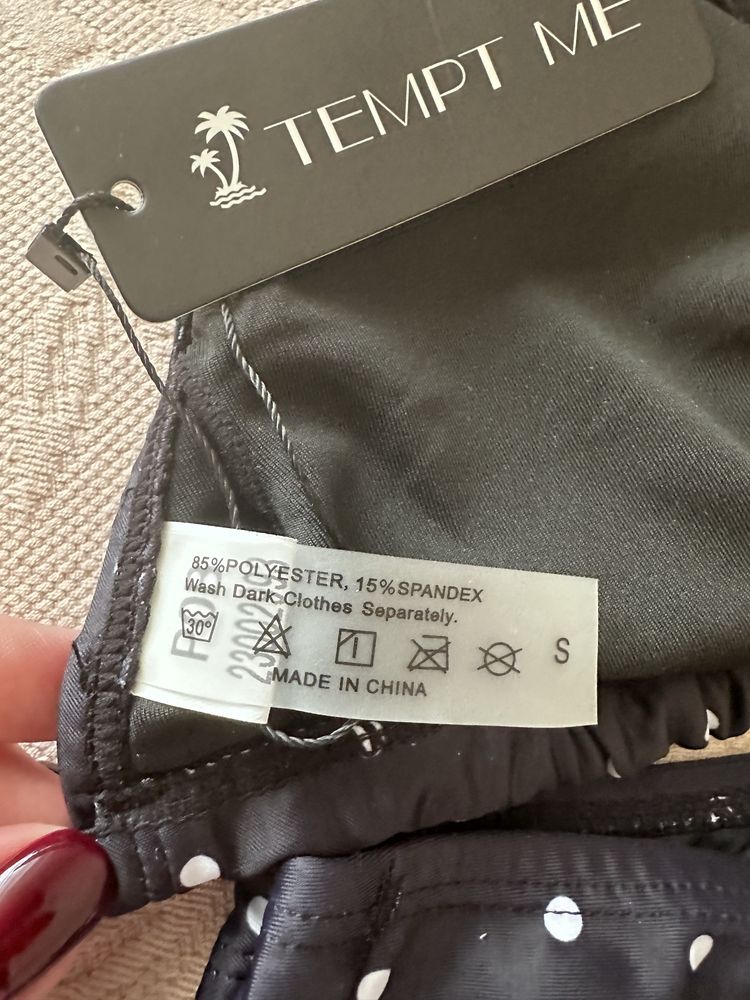 TEMPT ME
85%POLYESTER, 15%SPANDEX
Wash Dark Clothes Separately.
30°
S
MADE IN CHINA